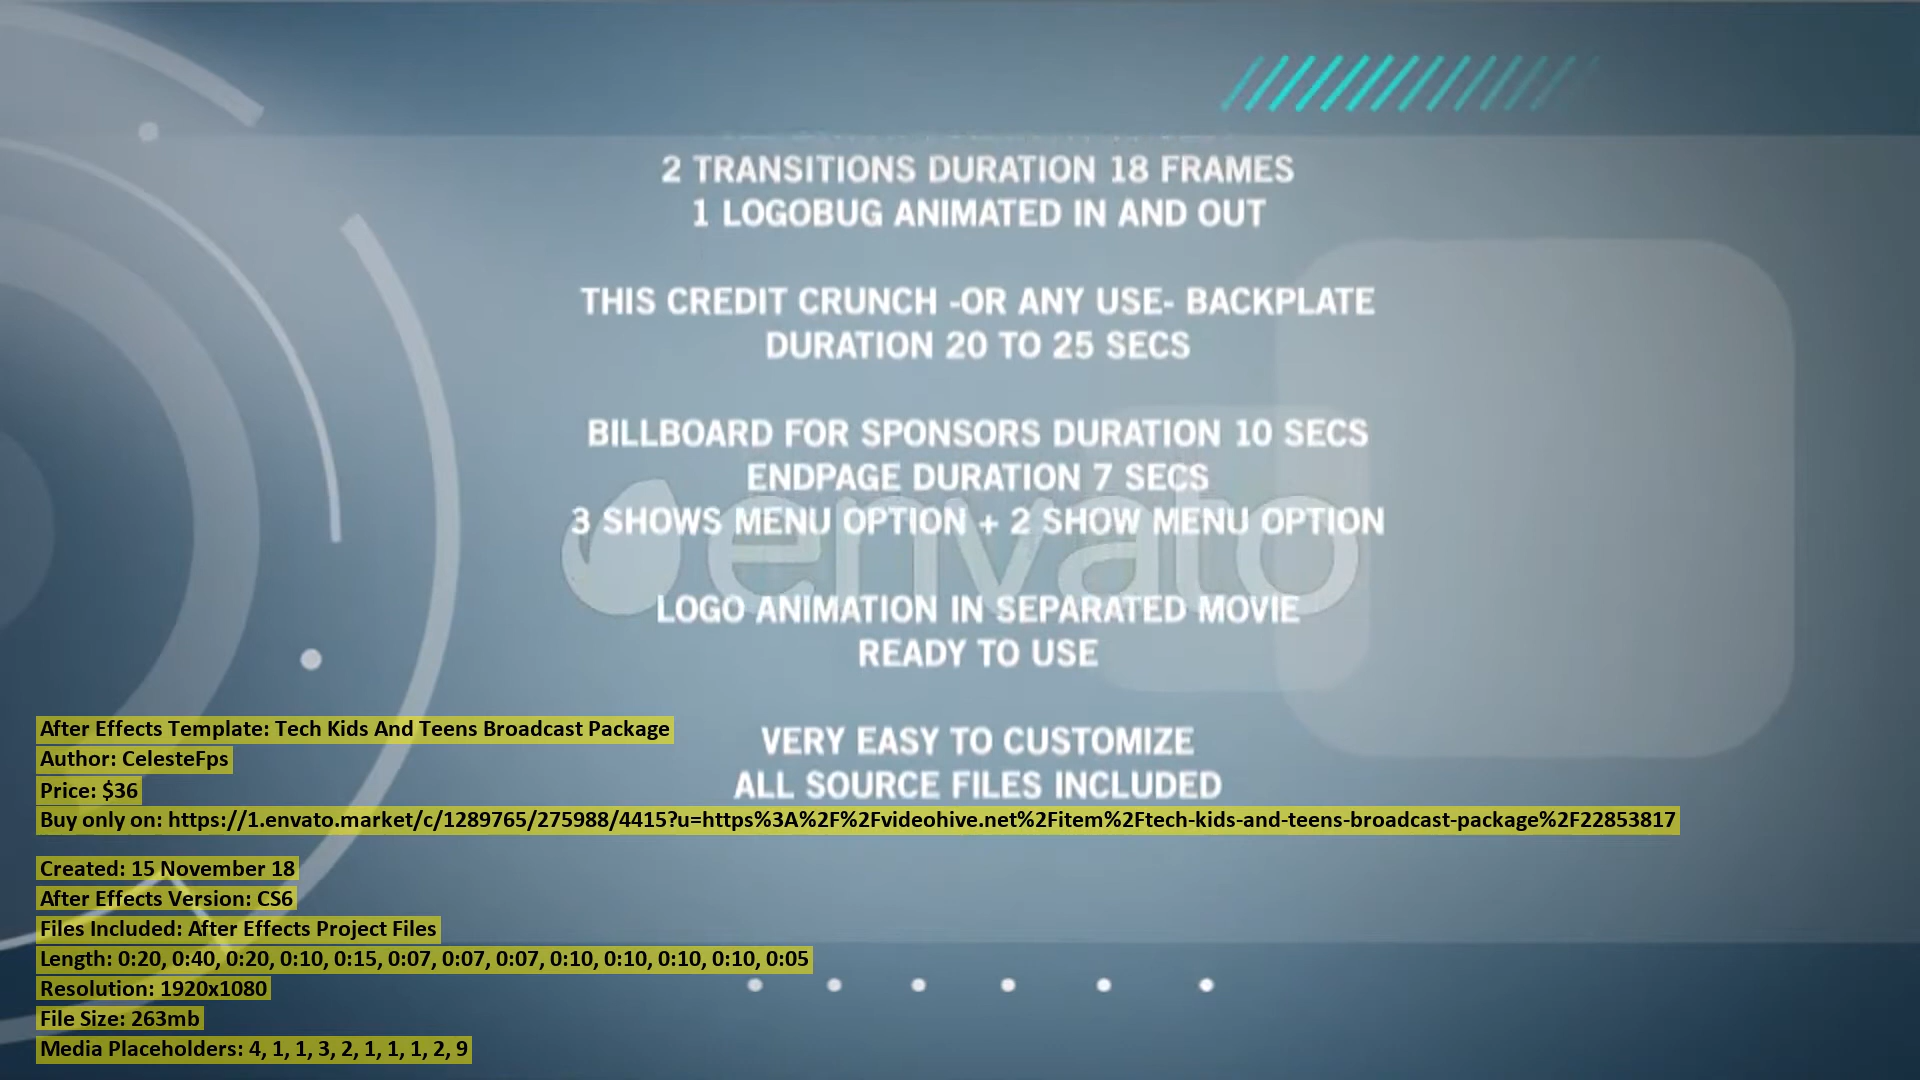 2 TRANSITIONS DURATION 18 FRAMES
1 LOGOBUG ANIMATED IN AND OUT
THIS CREDIT CRUNCH -OR ANY USE- BACKPLATE
DURATION 20 TO 25 SECS
BILLBOARD FOR SPONSORS DURATION 10 SECS
ENDPAGE DURATION 7 SECS
3 SHOWS MENU OPTION + 2 SHOW MENU OPTION
envato
LOGO ANIMATION IN SEPARATED MOVIE
READY TO USE
VERY EASY TO CUSTOMIZE
ALL SOURCE FILES INCLUDED
After Effects Template: Tech Kids And Teens Broadcast Package
Author: CelesteFps
Price: $36
Buy only on: https://1.envato.market/c/1289765/275988/4415?u=https%3A%2F%2Fvideohive.net%2Fitem%2Ftech-kids-and-teens-broadcast-package%2F22853817
Created: 15 November 18
After Effects Version: CS6
Files Included: After Effects Project Files
Length: 0:20, 0:40, 0:20, 0:10, 0:15, 0:07, 0:07, 0:07, 0:10, 0:10, 0:10, 0:10, 0:05
Resolution: 1920x1080
File Size: 263mb
Media Placeholders: 4, 1, 1, 3, 2, 1, 1, 1, 2, 9